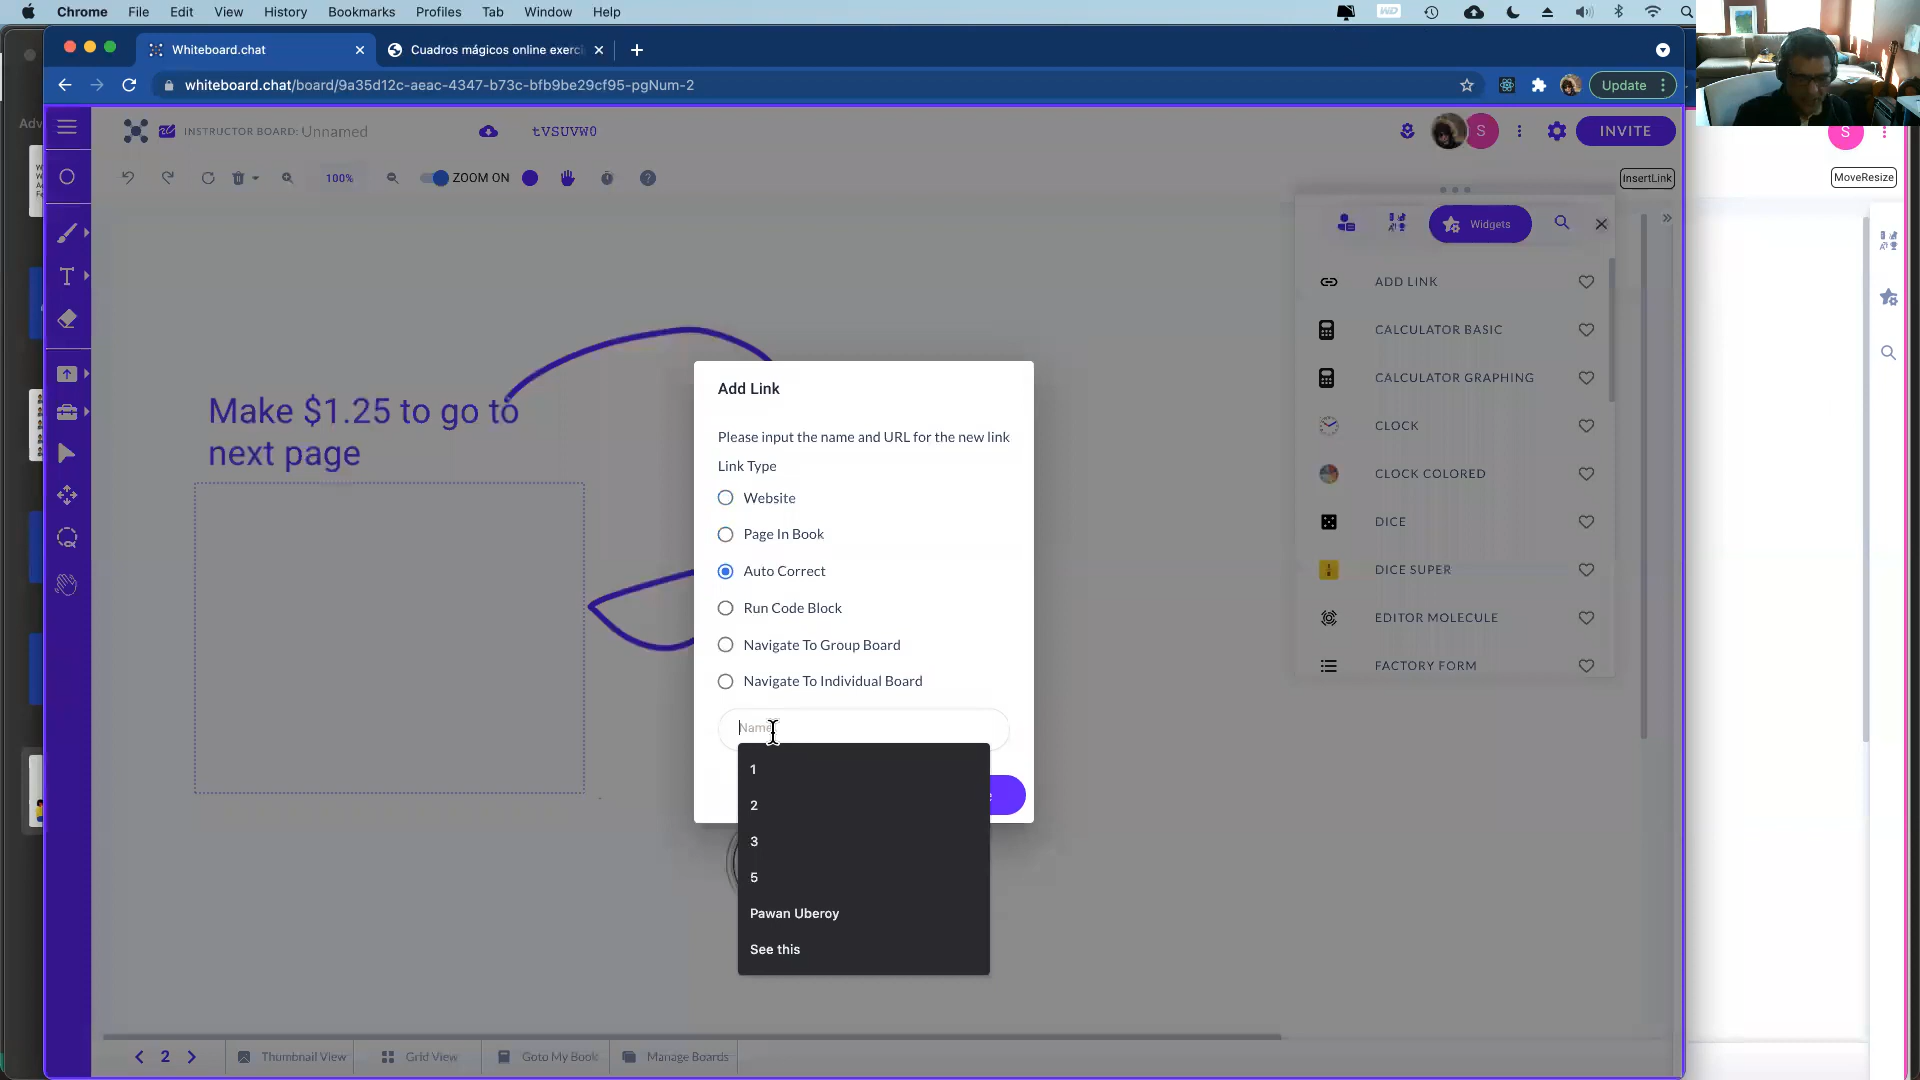 Chrome File Edit View History Bookmarks Profiles Tab Window Help
WD
Whiteboard.chat
Cuadros mágicos online exerci
whiteboard.chat/board/9a35d12c-aeac-4347-b73c-bfb9be29cf95-pgNum-2
Update
INSTRUCTOR BOARD: Unnamed
tVSUVW0
S
INVITE
S
100%
ZOOM ON
InsertLink
MoveResize
Widgets
ADD LINK
CALCULATOR BASIC
CALCULATOR GRAPHING
CLOCK
CLOCK COLORED
DICE
DICE SUPER
EDITOR MOLECULE
FACTORY FORM
Make $1.25 to go to
next page
Add Link
Please input the name and URL for the new link
Link Type
Website
Page In Book
Auto Correct
Run Code Block
Navigate To Group Board
Navigate To Individual Board
Name
1
2
3
5
Pawan Uberoy
See this
2
Thumbnail View
Grid View
Goto My Book
Manage Boards